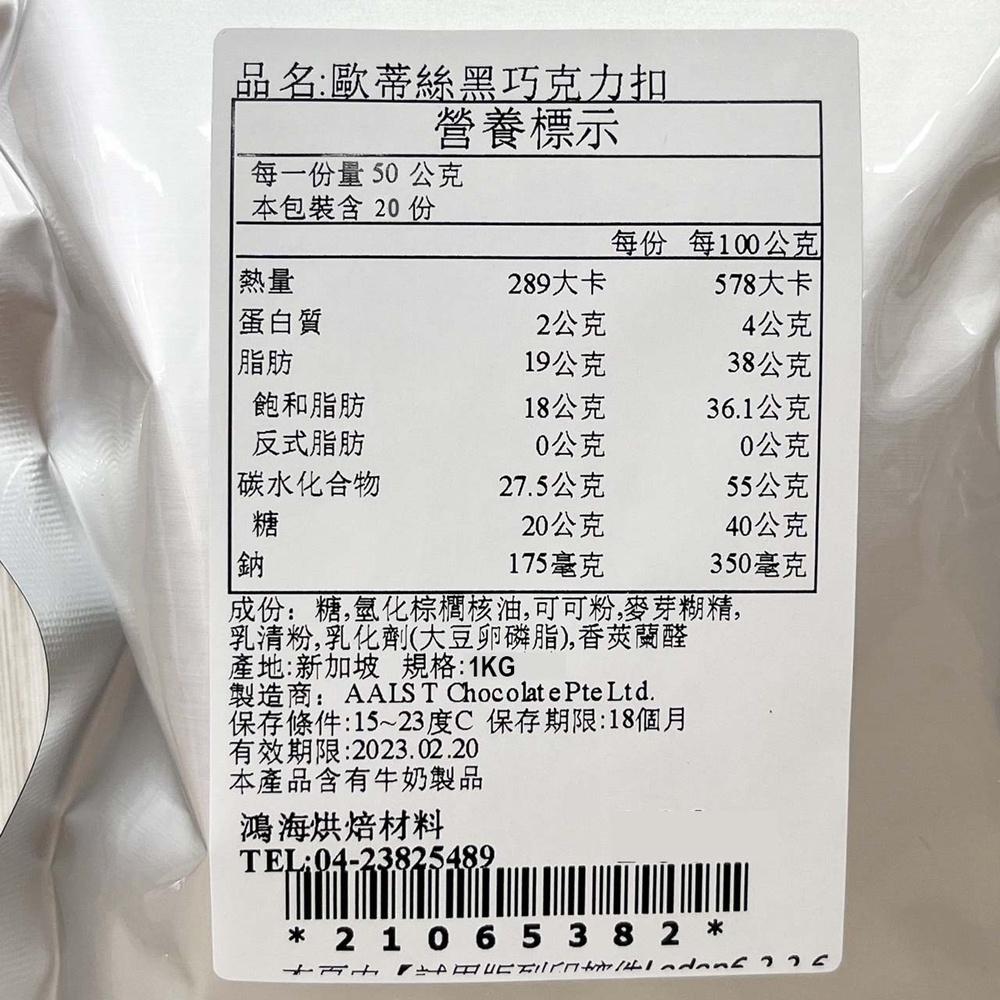 品名:歐蒂絲黑巧克力扣
營養標示
每一份量 50 公克
本包裝含 20 份
每份 每100公克
熱量 289大卡 578大卡
蛋白質 2公克 4公克
脂肪 19公克 38公克
飽和脂肪 18公克 36.1公克
反式脂肪 0公克 0公克
碳水化合物 27.5公克 55公克
糖 20公克 40公克
鈉 175毫克 350毫克
成份：糖,氫化棕櫚核油,可可粉,麥芽糊精,
乳清粉,乳化劑(大豆卵磷脂),香莢蘭醛
產地:新加坡 規格:1KG
製造商：AALST Chocolate Pte Ltd.
保存條件:15~23度C 保存期限:18個月
有效期限:2023.02.20
本產品含有牛奶製品
鴻海烘焙材料
TEL:04-23825489
*21065382*